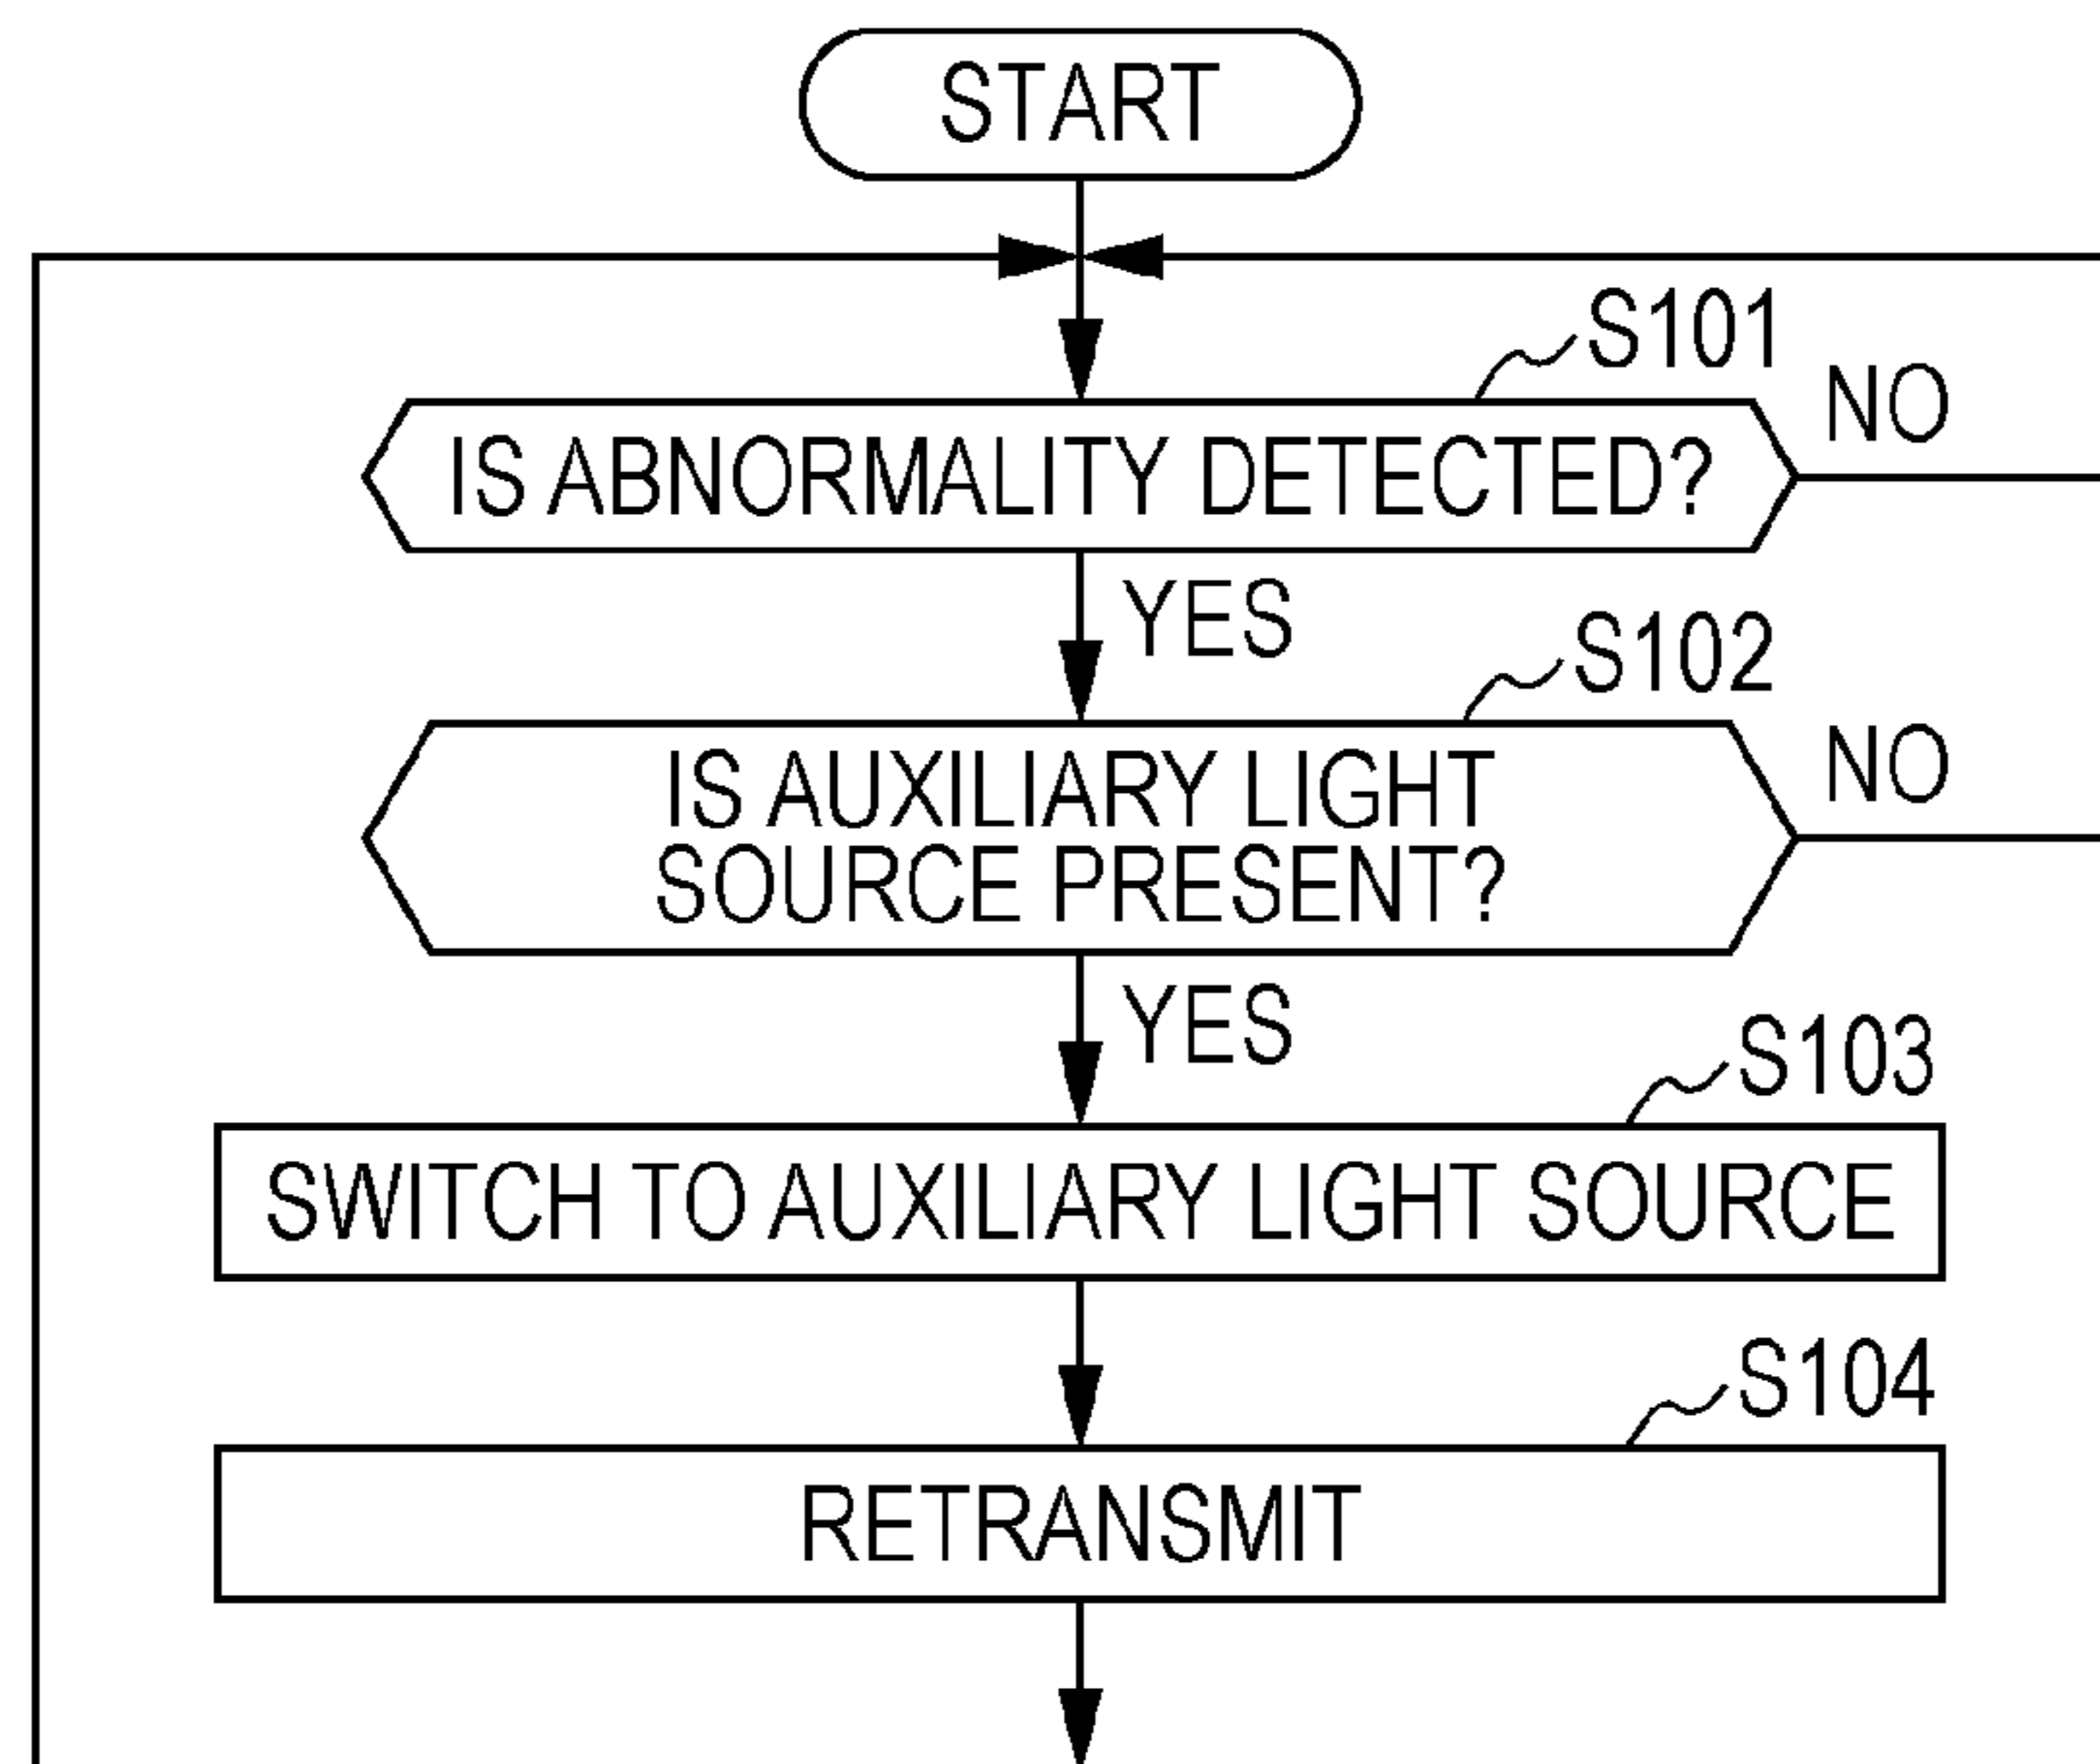 START
S101
NO
IS ABNORMALITY DETECTED?
YES
S102
NO
IS AUXILIARY LIGHT
SOURCE PRESENT?
YES
S103
SWITCH TO AUXILIARY LIGHT SOURCE
S104
RETRANSMIT